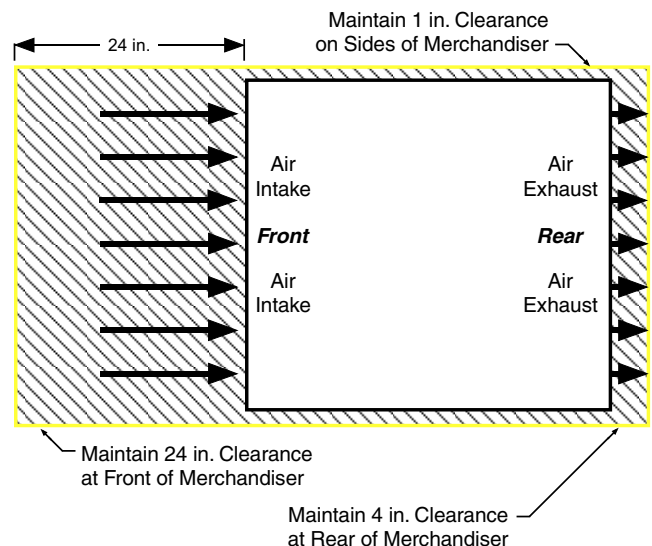 Maintain 1 in. Clearance
on Sides of Merchandiser
24 in.
Air
Intake
Air
Exhaust
Front
Rear
Air
Intake
Air
Exhaust
Maintain 24 in. Clearance
at Front of Merchandiser
Maintain 4 in. Clearance
at Rear of Merchandiser